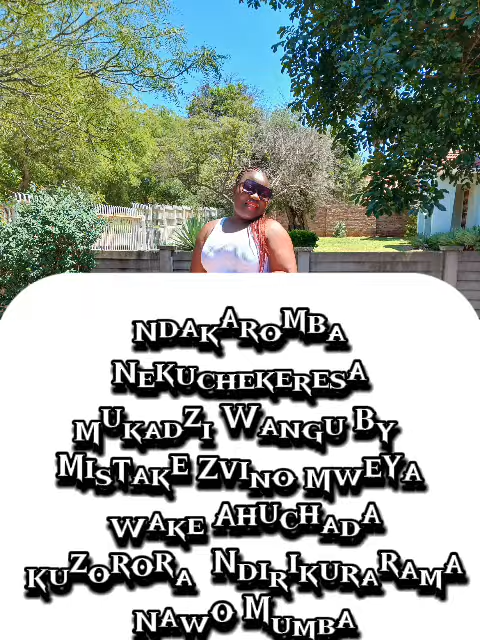 Ndakaromba
Nekuchekeresa
Mukadzi Wangu By
Mistake Zvino mweya
wake Ahuchada
kuzorora Ndirikurarama
nawo Mumba